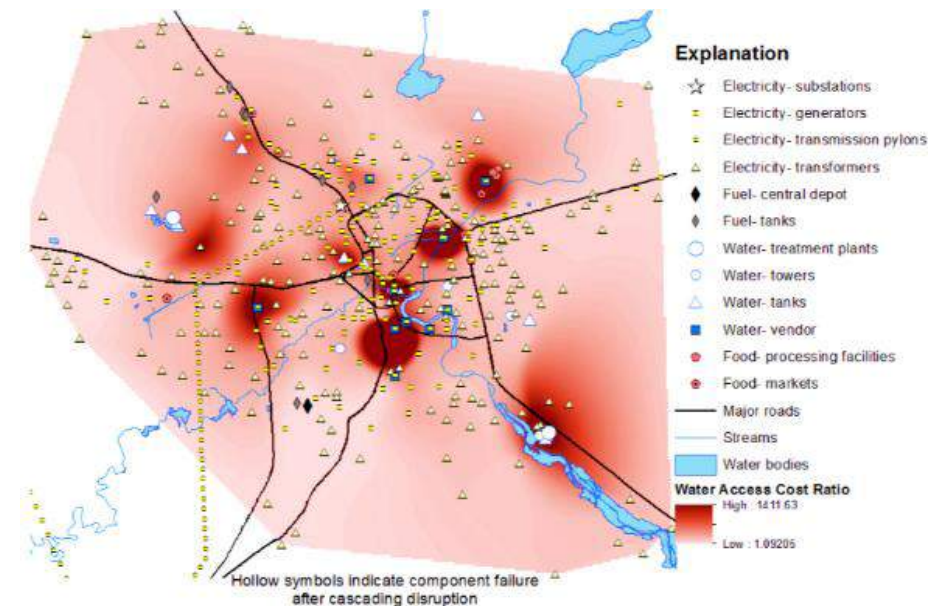 Explanation
Electricity- substations
Electricity- generators
Electricity- transmission pylons
Electricity- transformers
Fuel- central depot
Fuel- tanks
Water- treatment plants
Water- towers
Water- tanks
Water- vendor
Food- processing facilities
Food- markets
Major roads
Streams
Water bodies
Water Access Cost Ratio
High : 1411.63
Low : 1.09205
Hollow symbols indicate component failure
after cascading disruption